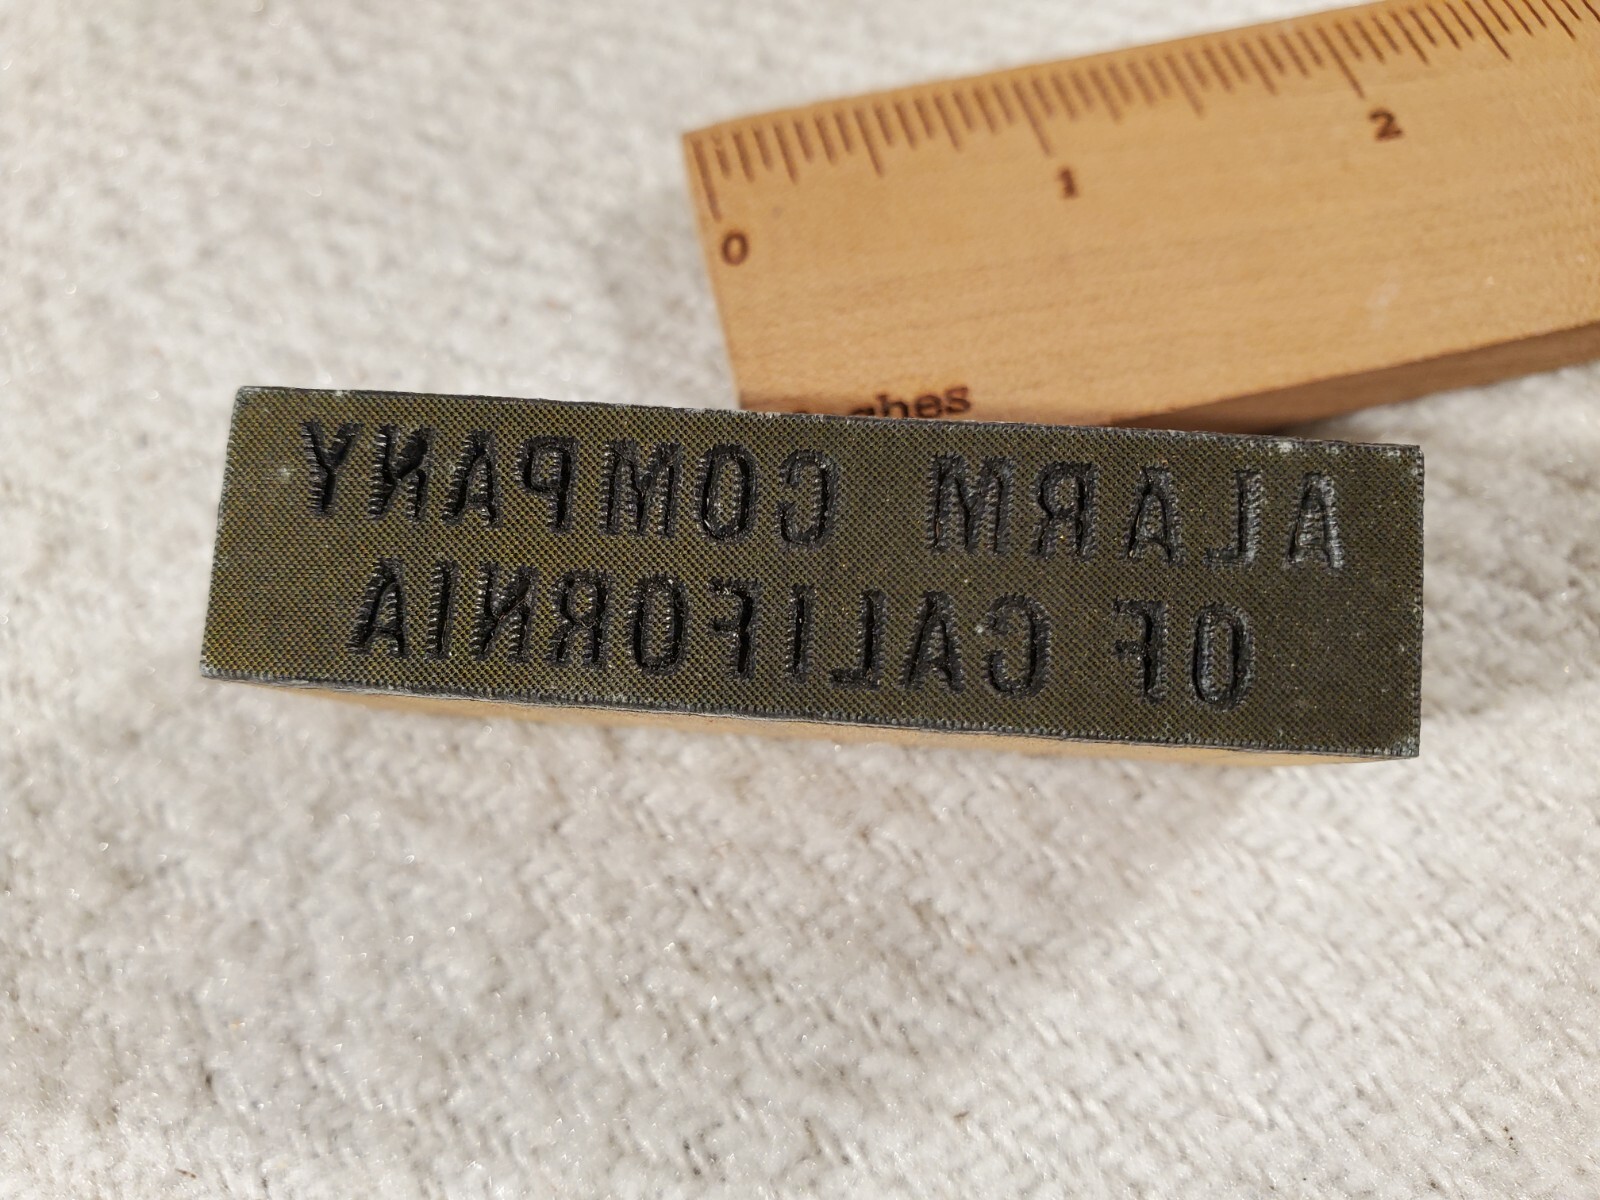 0 1 2
ALARM COMPANY
OF CALIFORNIA